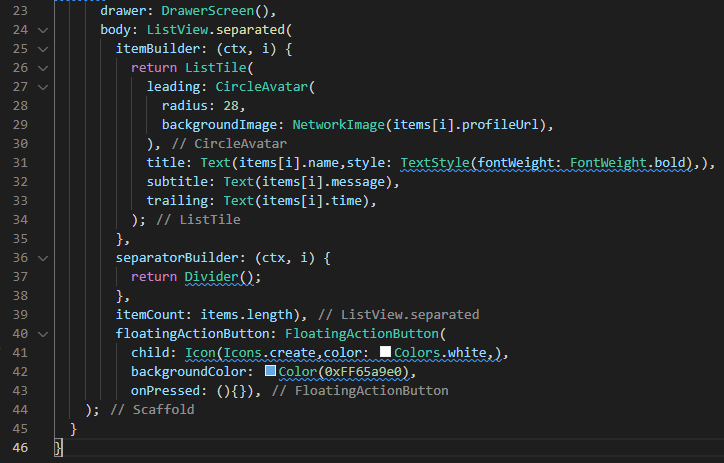 23 drawer: DrawerScreen(),
24 body: ListView.separated(
25 itemBuilder: (ctx, i) {
26 return ListTile(
27 leading: CircleAvatar(
28 radius: 28,
29 backgroundImage: NetworkImage(items[i].profileUrl),
30 ), // CircleAvatar
31 title: Text(items[i].name,style: TextStyle(fontWeight: FontWeight.bold),),
32 subtitle: Text(items[i].message),
33 trailing: Text(items[i].time),
34 ); // ListTile
35 },
36 separatorBuilder: (ctx, i) {
37 return Divider();
38 },
39 itemCount: items.length), // ListView.separated
40 floatingActionButton: FloatingActionButton(
41 child: Icon(Icons.create,color: Colors.white,),
42 backgroundColor: Color(0xFF65a9e0),
43 onPressed: (){}), // FloatingActionButton
44 ); // Scaffold
45 }
46 }